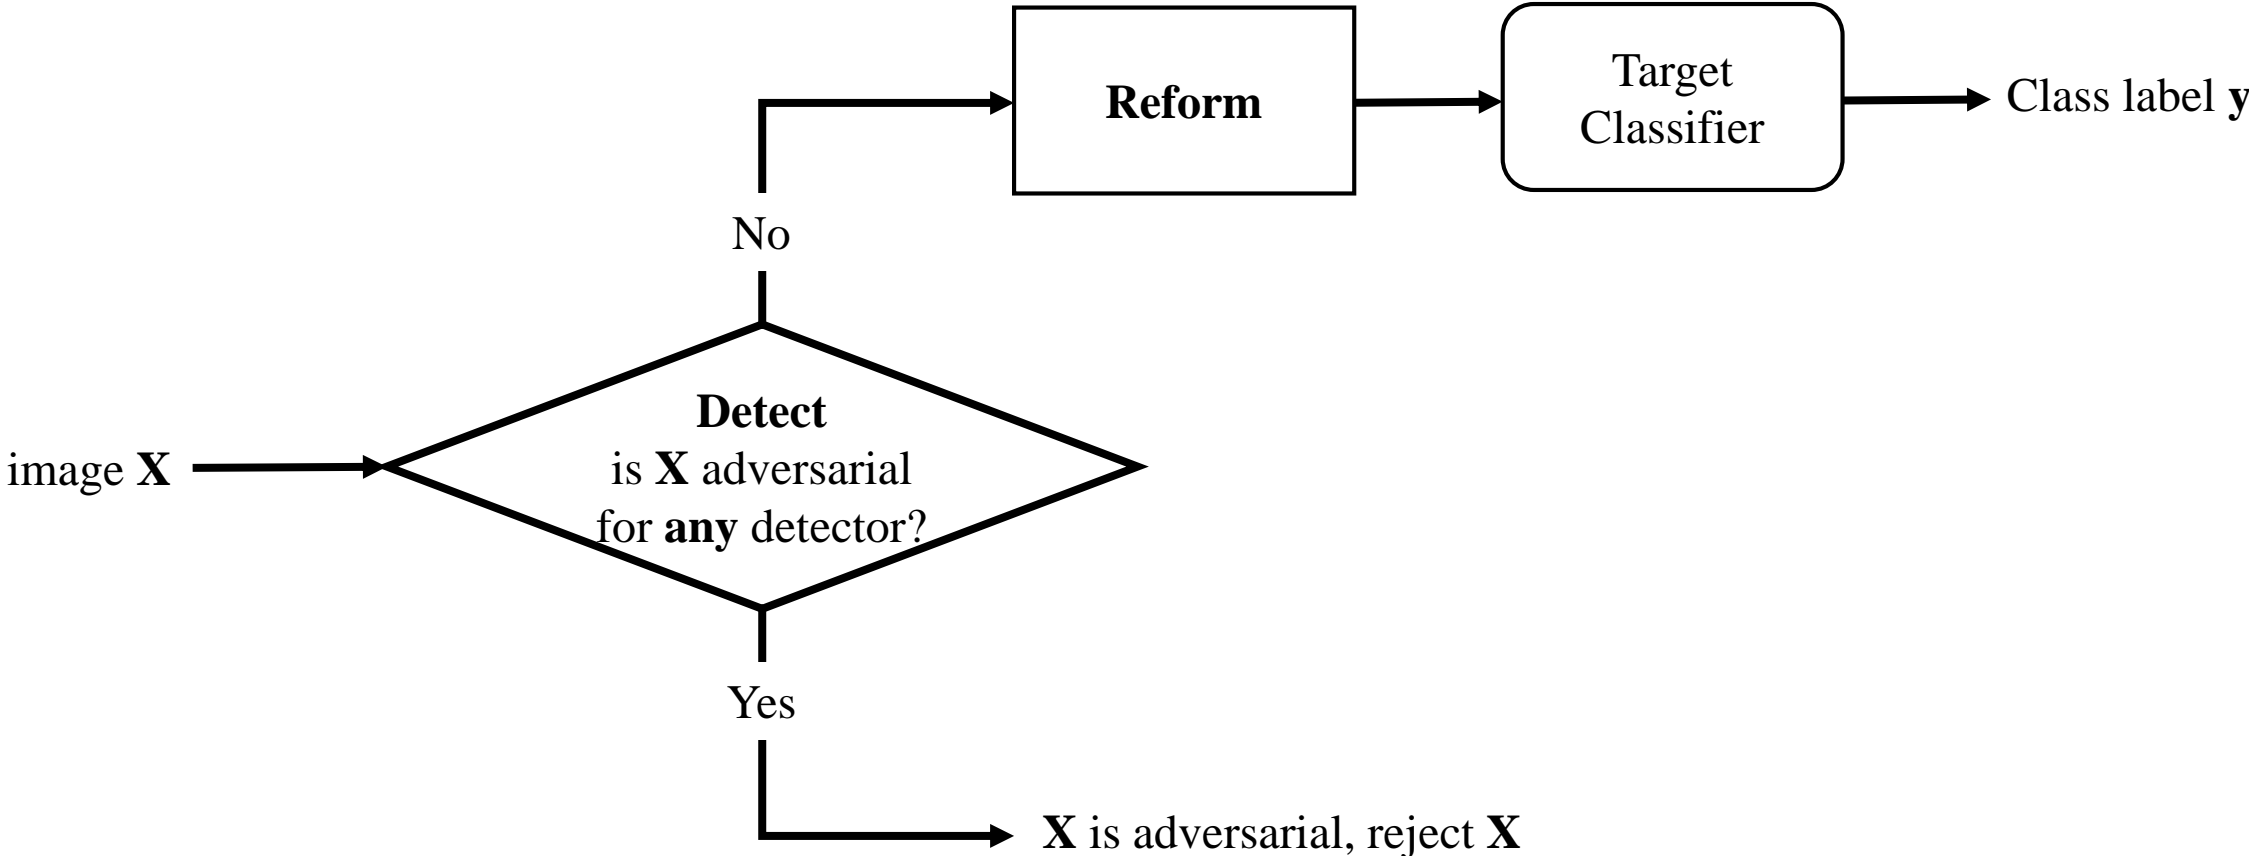 Reform
Target
Classifier
Class label y
No
Detect
is X adversarial
for any detector?
image X
Yes
X is adversarial, reject X